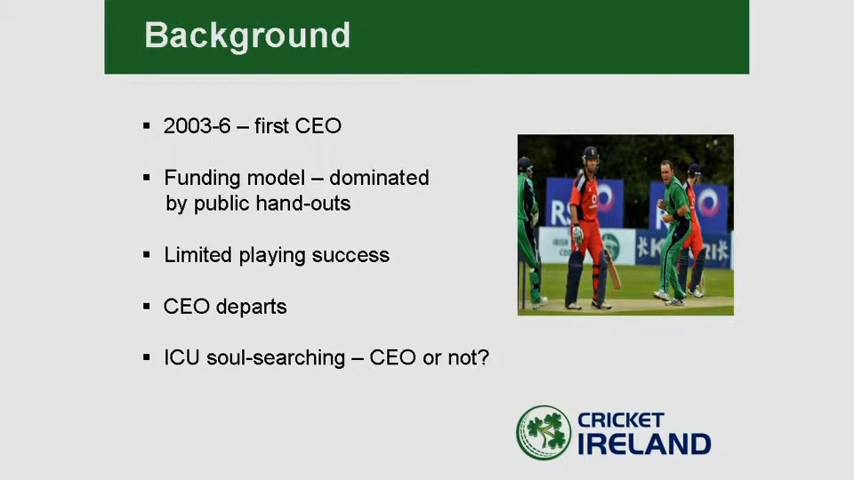 Background
▪ 2003-6 – first CEO
▪ Funding model – dominated
by public hand-outs
▪ Limited playing success
▪ CEO departs
▪ ICU soul-searching – CEO or not?
CRICKET
IRELAND